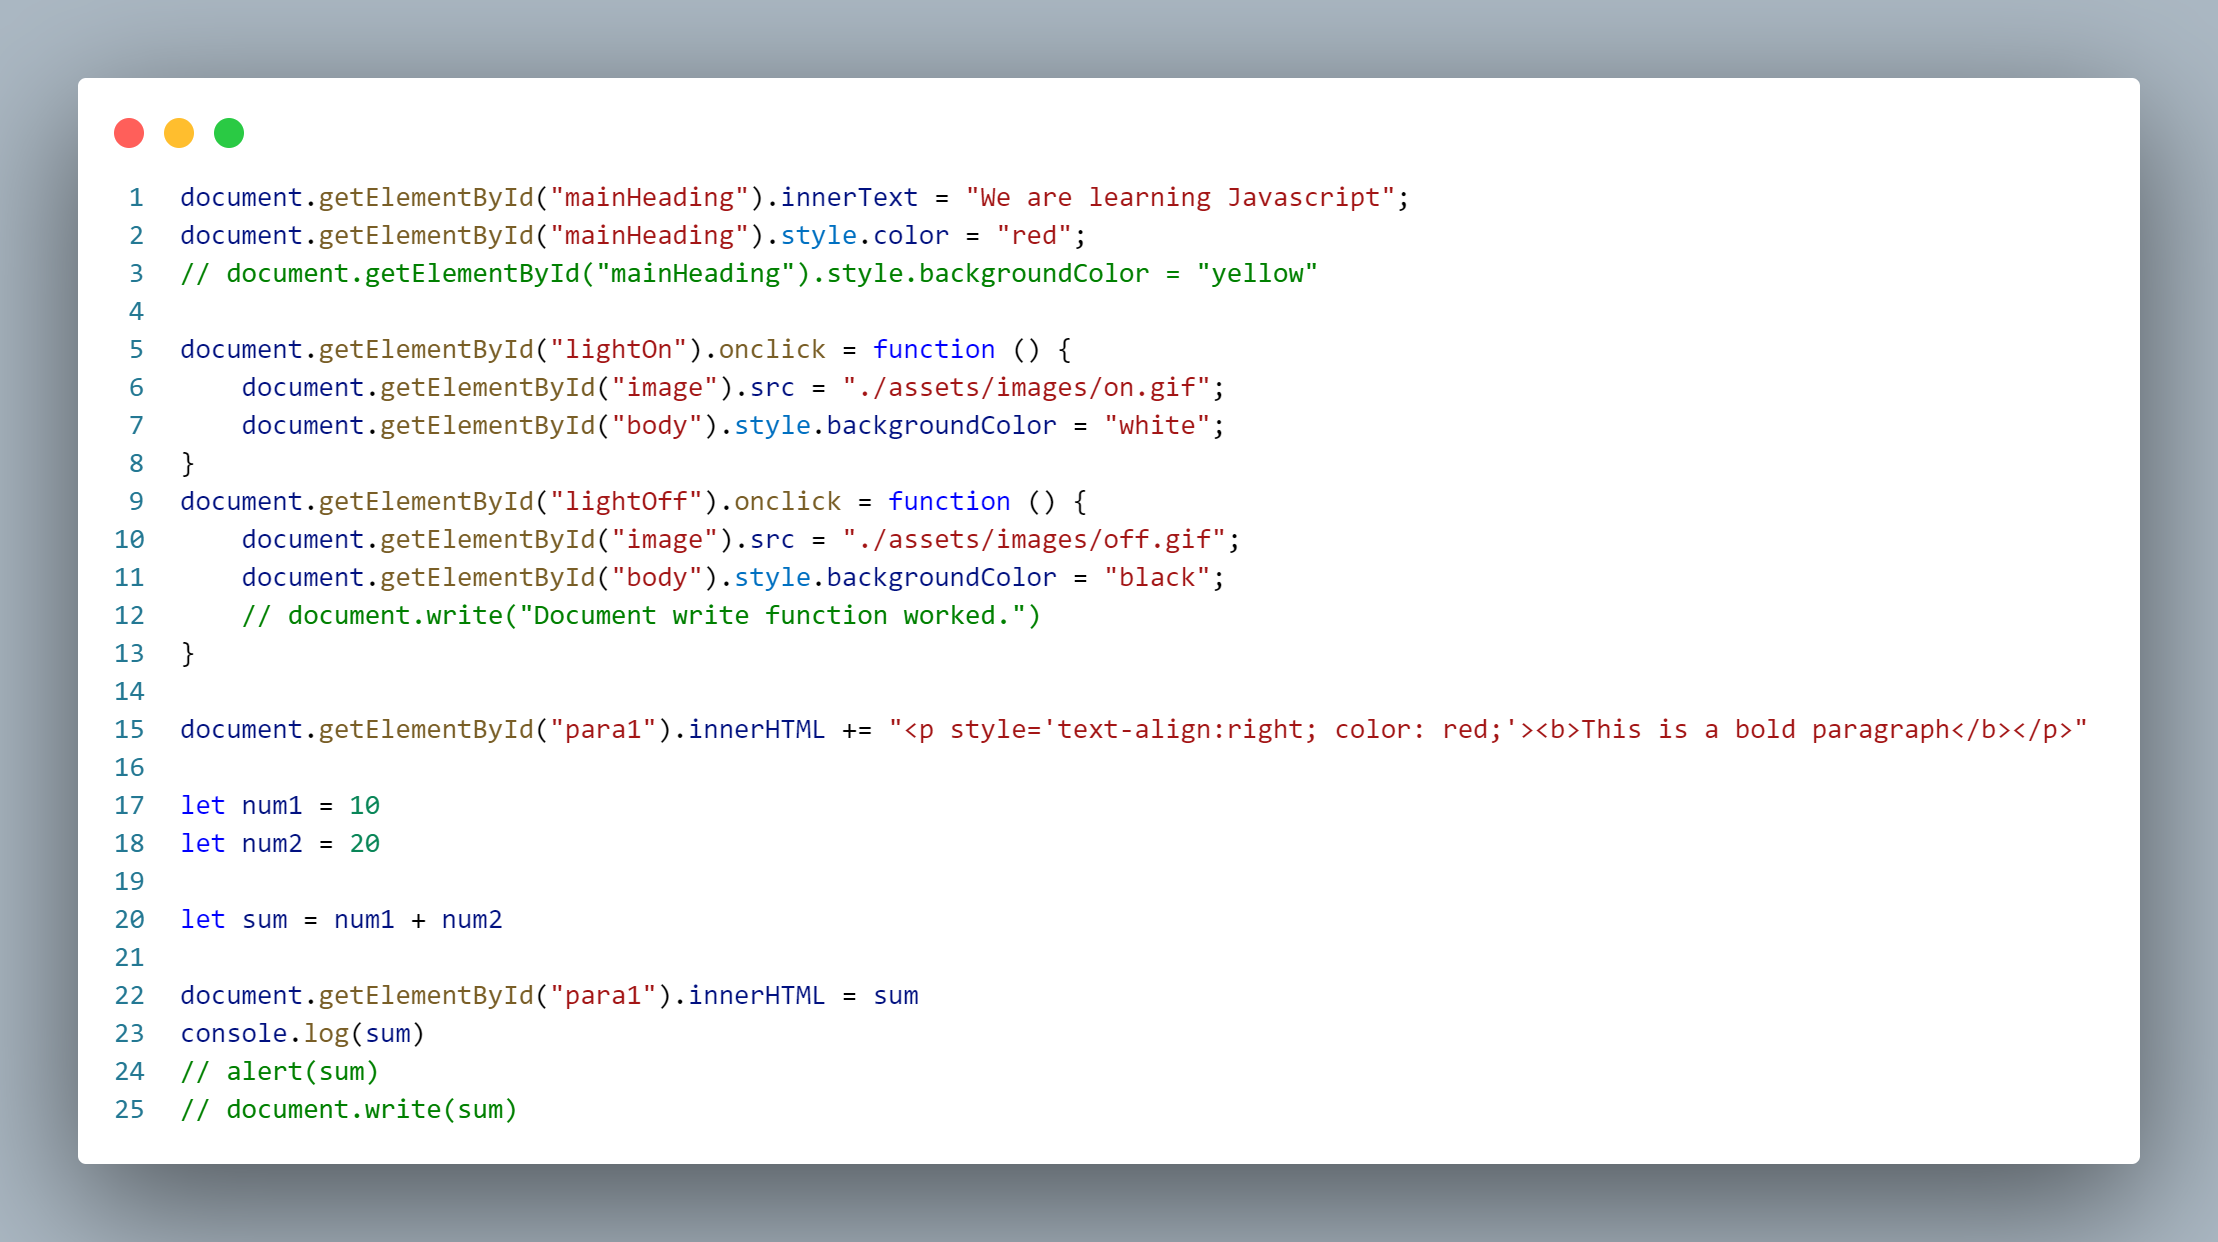 1 document.getElementById("mainHeading").innerText = "We are learning Javascript";
2 document.getElementById("mainHeading").style.color = "red";
3 // document.getElementById("mainHeading").style.backgroundColor = "yellow"
4
5 document.getElementById("lightOn").onclick = function () {
6     document.getElementById("image").src = "./assets/images/on.gif";
7     document.getElementById("body").style.backgroundColor = "white";
8 }
9 document.getElementById("lightOff").onclick = function () {
10     document.getElementById("image").src = "./assets/images/off.gif";
11     document.getElementById("body").style.backgroundColor = "black";
12     // document.write("Document write function worked.")
13 }
14
15 document.getElementById("para1").innerHTML += "<p style='text-align:right; color: red;'><b>This is a bold paragraph</b></p>"
16
17 let num1 = 10
18 let num2 = 20
19
20 let sum = num1 + num2
21
22 document.getElementById("para1").innerHTML = sum
23 console.log(sum)
24 // alert(sum)
25 // document.write(sum)